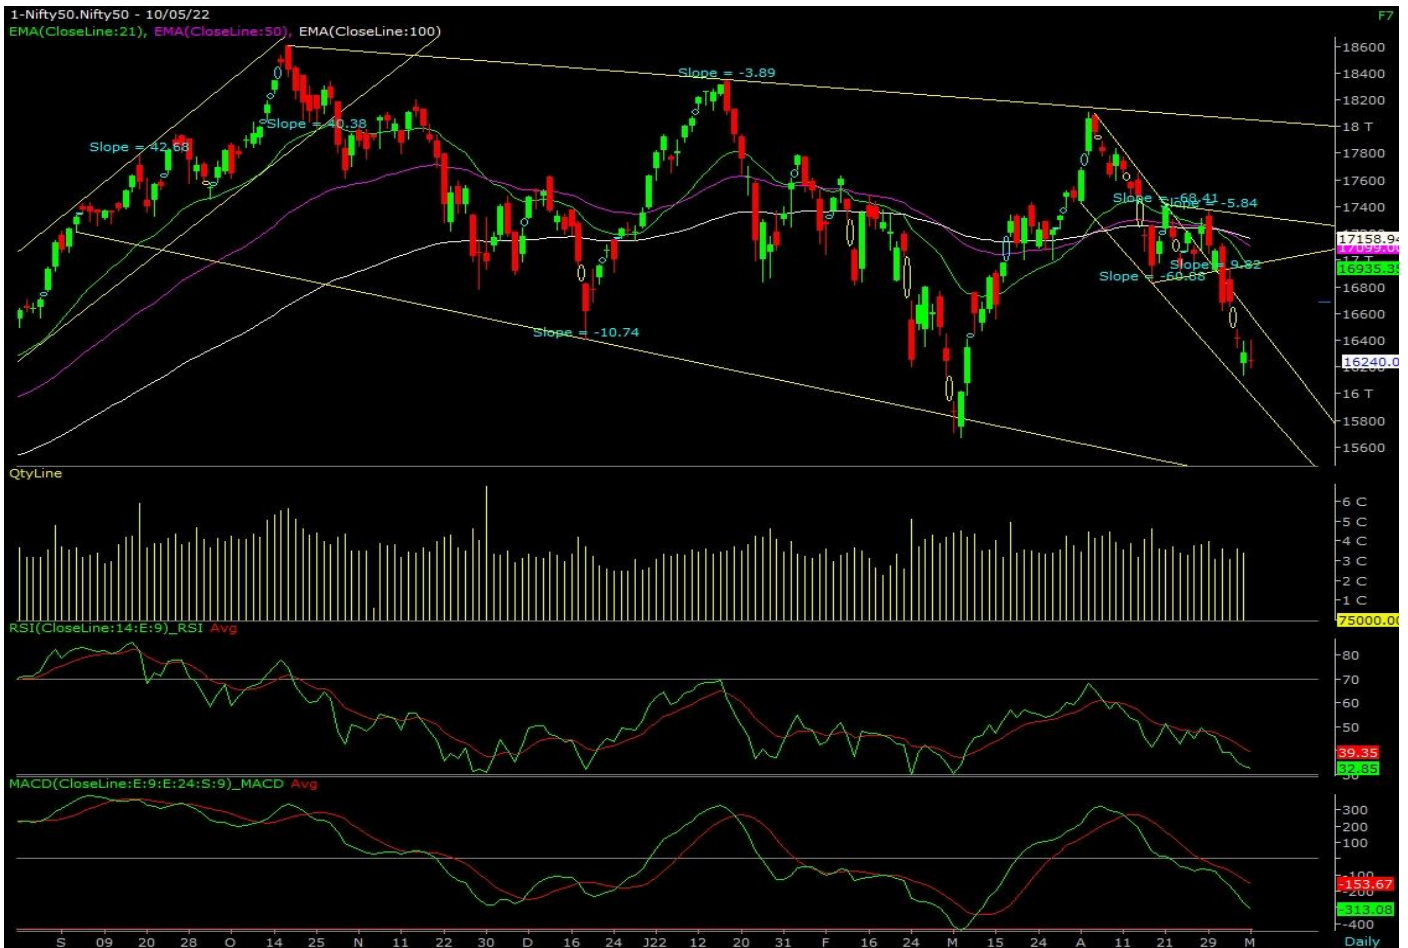 1-Nifty50.Nifty50 - 10/05/22
F7
EMA(CloseLine:21), EMA(CloseLine:50), EMA(CloseLine:100)
18600
18400
Slope = -3.89
18200
Slope = 40.38
18 T
Slope = 42.68
17800
17600
Slope = -68.41
Slope = -5.84
17400
17158.94
17 T
Slope = 9.82
16935.35
Slope = -60.88
16800
16600
Slope = -10.74
16400
16240.0
16 T
15800
15600
QtyLine
6 C
5 C
4 C
3 C
2 C
1 C
75000.00
RSI(CloseLine:14:E:9)_RSI Avg
80
70
60
50
39.35
32.85
MACD(CloseLine:E:9:E:24:S:9)_MACD Avg
300
200
100
-153.67
-313.08
-400
S 09 20 28 O 14 25 N 11 22 30 D 16 24 J22 12 20 31 F 16 24 M 15 24 A 11 21 29 M Daily